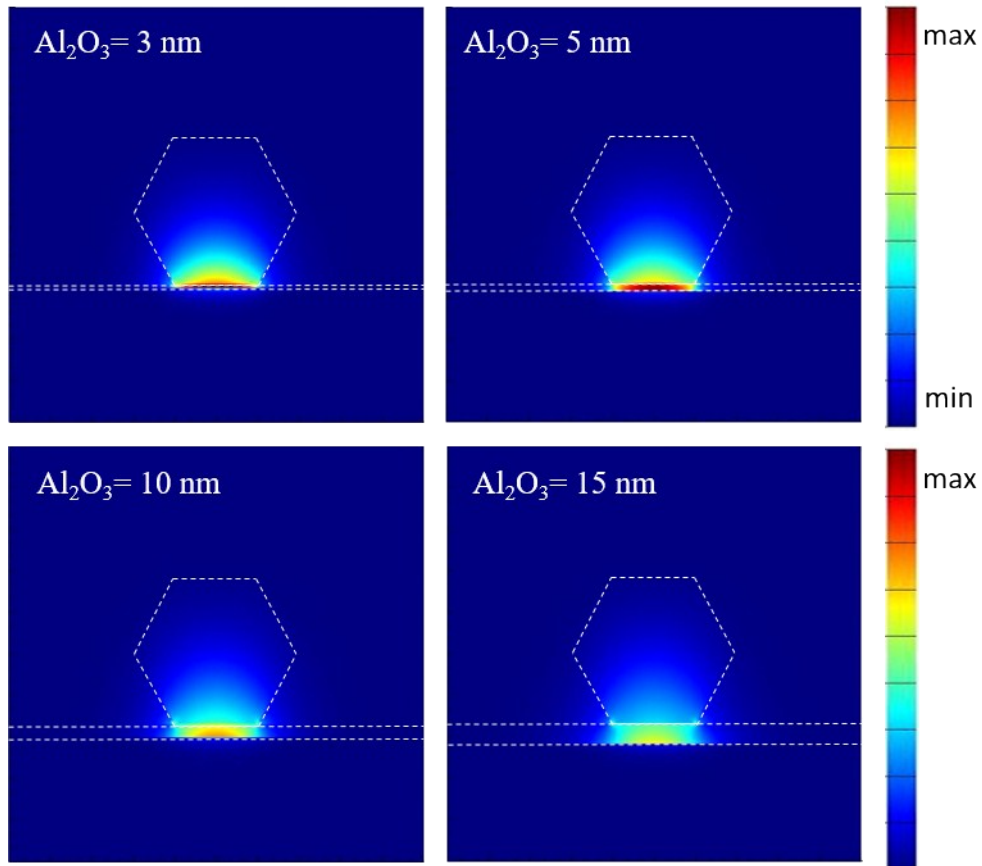 Al₂O₃= 3 nm
Al₂O₃= 5 nm
max
min
Al₂O₃= 10 nm
Al₂O₃= 15 nm
max